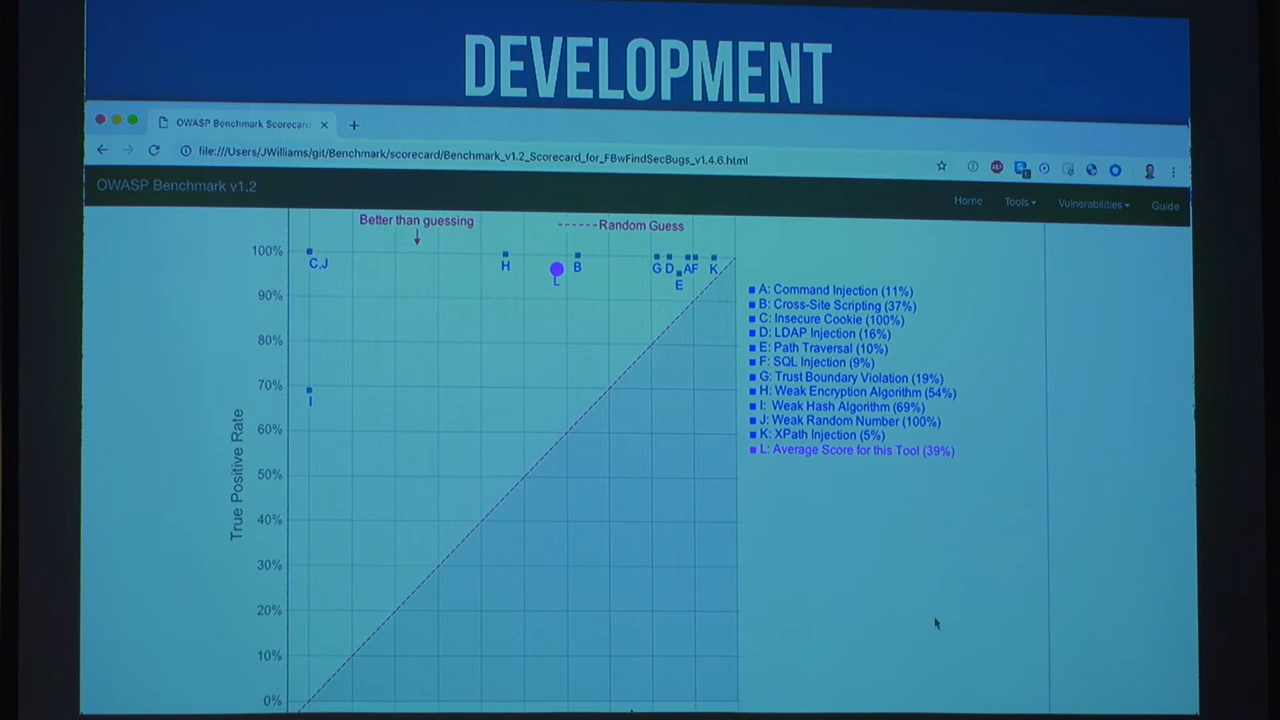 DEVELOPMENT
OWASP Benchmark Scorecard
file:///Users/JWilliams/git/Benchmark/scorecard/Benchmark_v1.2_Scorecard_for_FBwFindSecBugs_v1.4.6.html
OWASP Benchmark v1.2
Home Tools Vulnerabilities Guide
Better than guessing
Random Guess
100%
90%
80%
70%
60%
50%
40%
30%
20%
10%
0%
True Positive Rate
C,J
H
L
B
G D AF K
E
I
A: Command Injection (11%)
B: Cross-Site Scripting (37%)
C: Insecure Cookie (100%)
D: LDAP Injection (16%)
E: Path Traversal (10%)
F: SQL Injection (9%)
G: Trust Boundary Violation (19%)
H: Weak Encryption Algorithm (54%)
I: Weak Hash Algorithm (69%)
J: Weak Random Number (100%)
K: XPath Injection (5%)
L: Average Score for this Tool (39%)